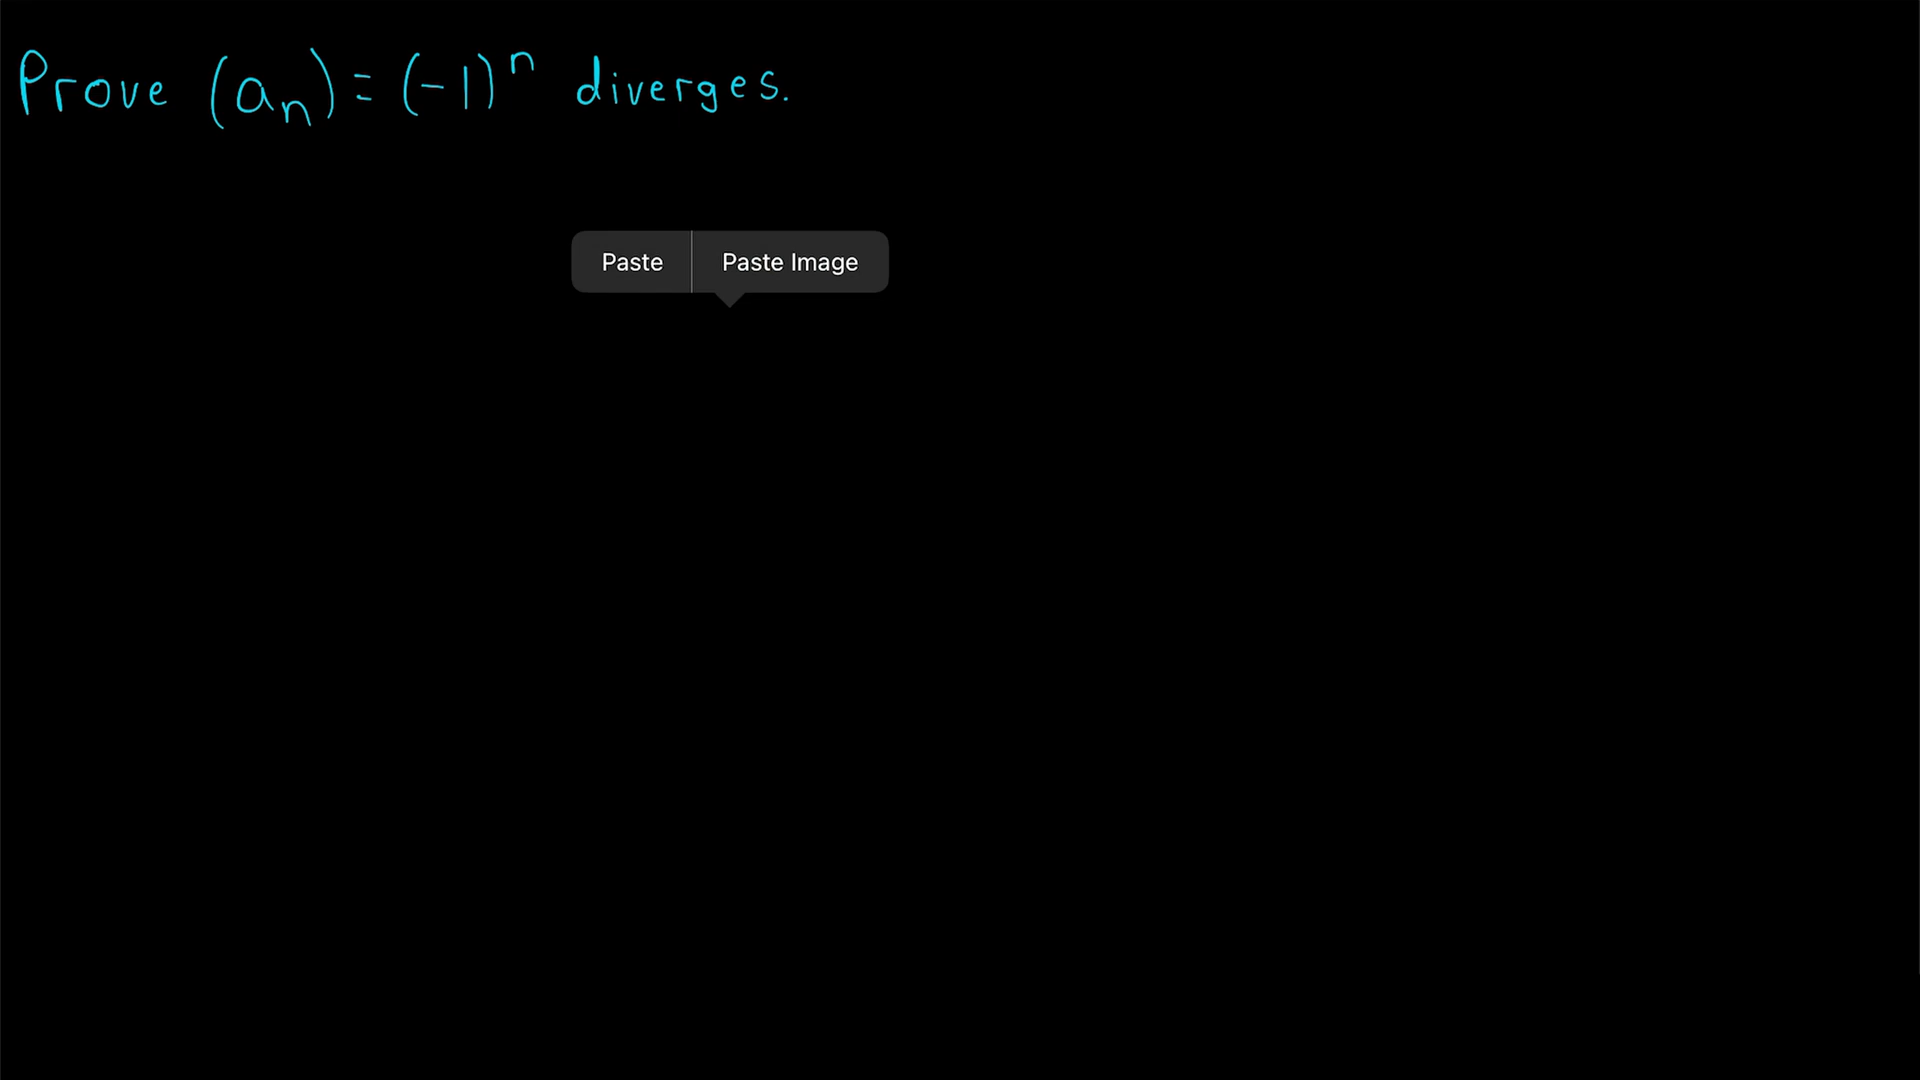 Prove (aₙ) = (-1)ⁿ diverges.
Paste Paste Image